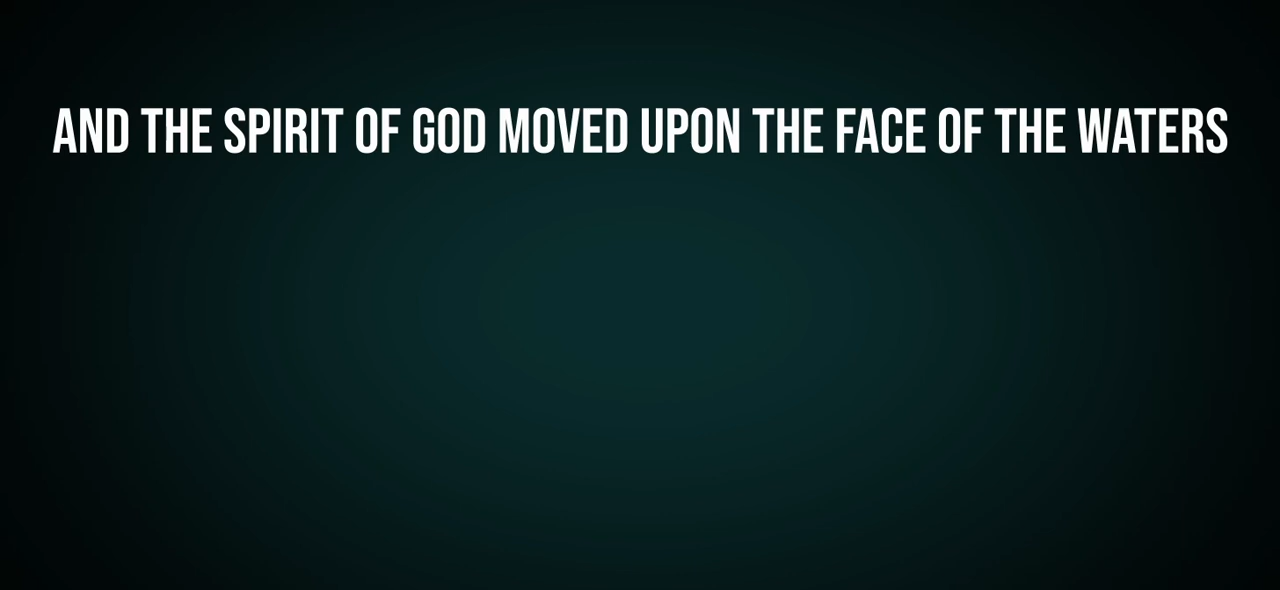 AND THE SPIRIT OF GOD MOVED UPON THE FACE OF THE WATERS